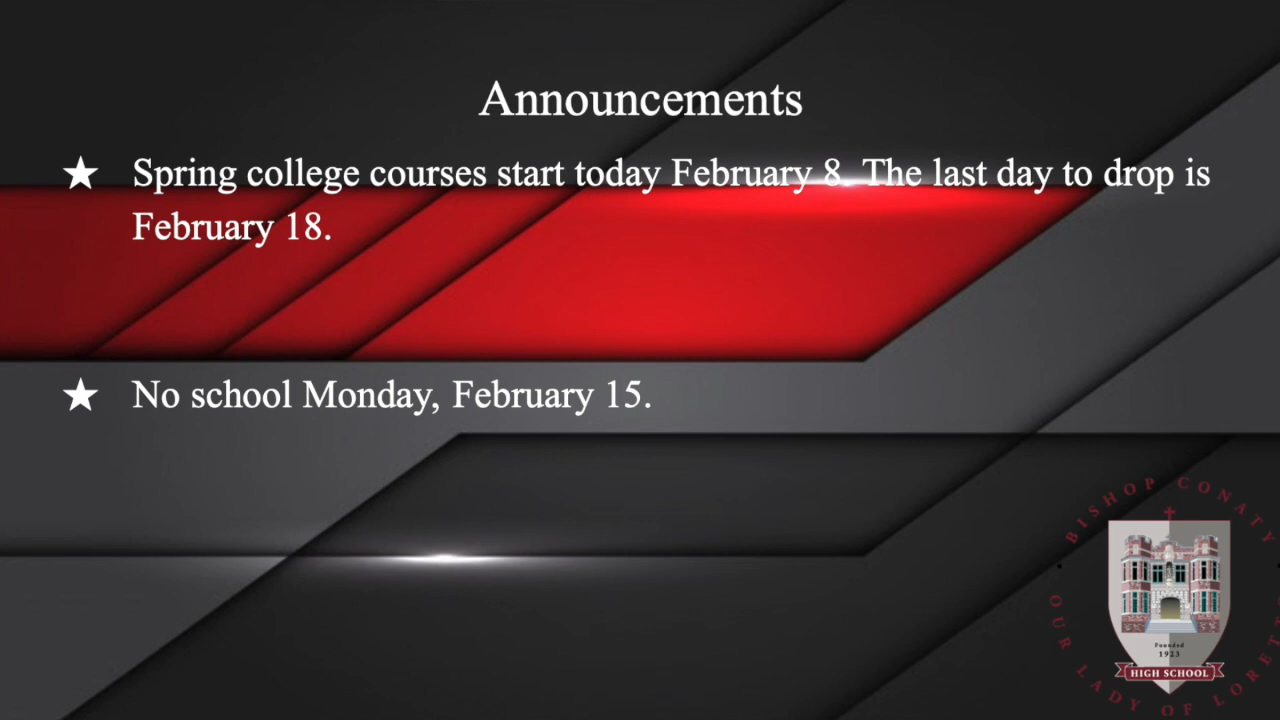 Announcements
★ Spring college courses start today February 8. The last day to drop is
February 18.
★ No school Monday, February 15.
BISHOP CONATY
OUR LADY OF LORETTO
Founded
1923
HIGH SCHOOL